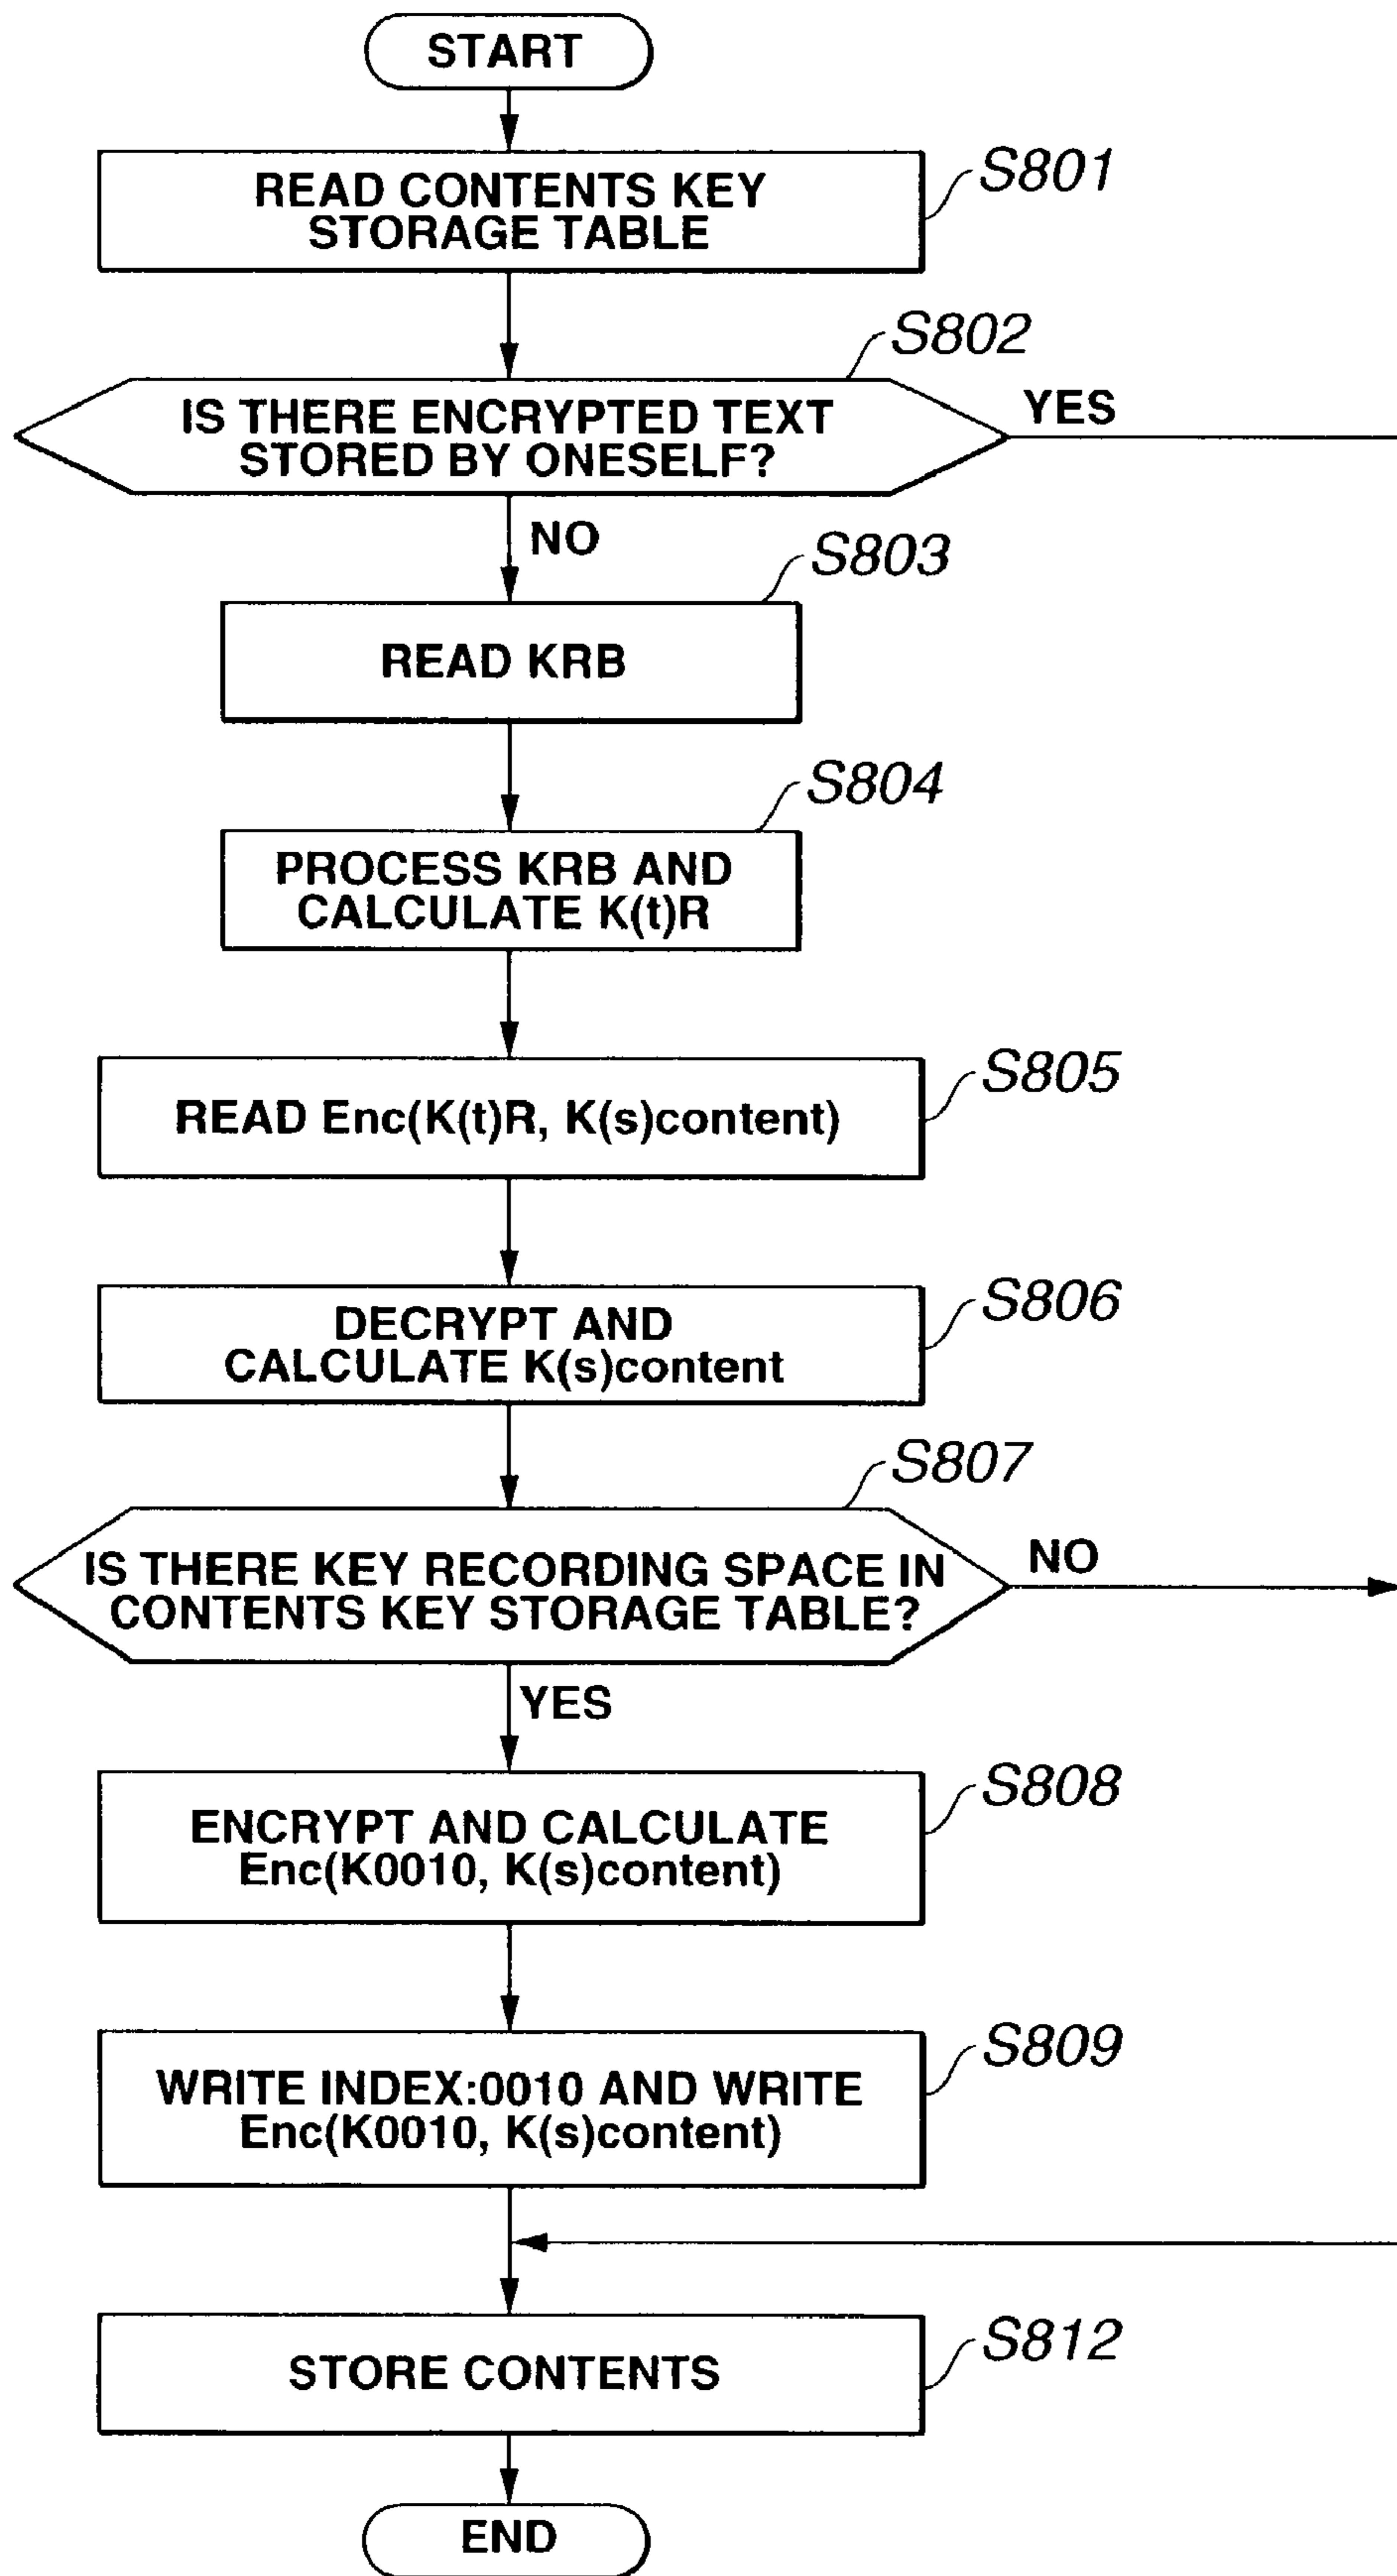 START
READ CONTENTS KEY
STORAGE TABLE
S801
S802
IS THERE ENCRYPTED TEXT
STORED BY ONESELF?
YES
NO
S803
READ KRB
S804
PROCESS KRB AND
CALCULATE K(t)R
S805
READ Enc(K(t)R, K(s)content)
S806
DECRYPT AND
CALCULATE K(s)content
S807
IS THERE KEY RECORDING SPACE IN
CONTENTS KEY STORAGE TABLE?
NO
YES
S808
ENCRYPT AND CALCULATE
Enc(K0010, K(s)content)
S809
WRITE INDEX:0010 AND WRITE
Enc(K0010, K(s)content)
S812
STORE CONTENTS
END